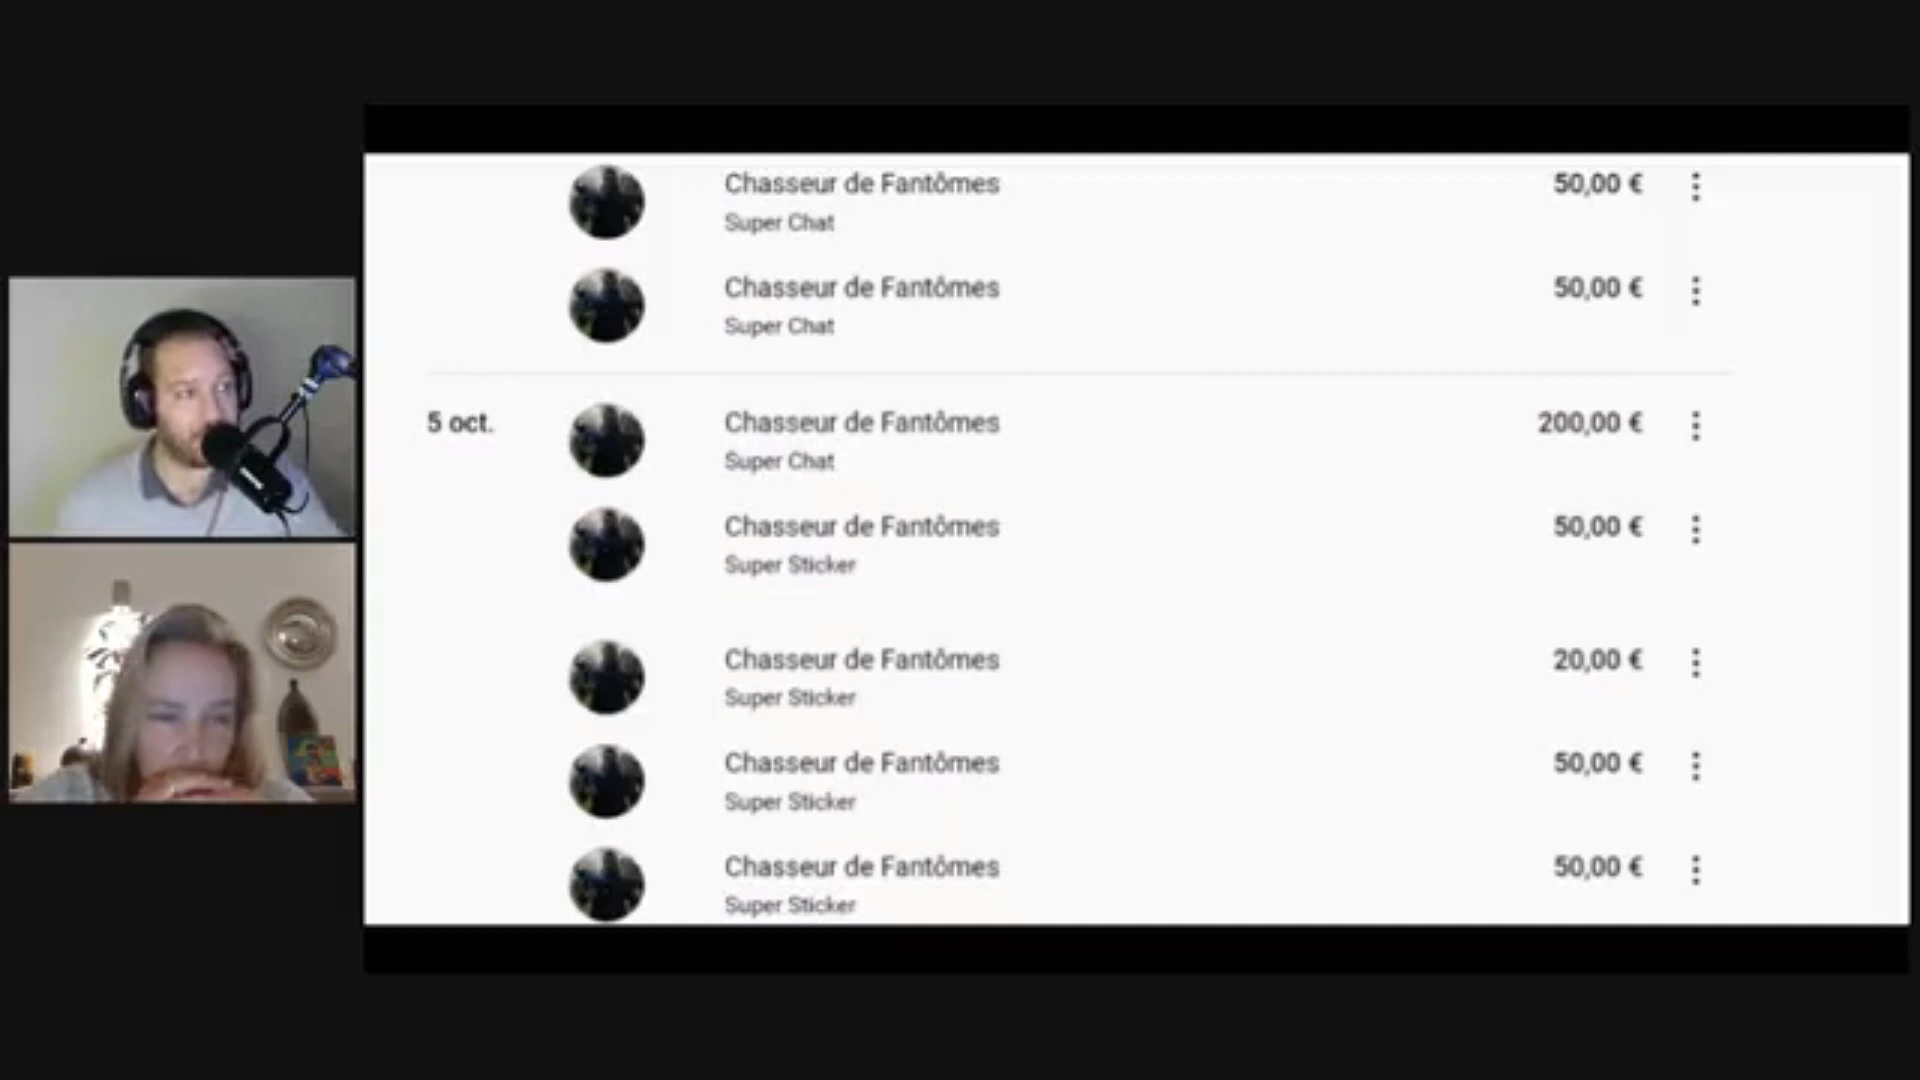 Chasseur de Fantômes 50,00 €
Super Chat
Chasseur de Fantômes 50,00 €
Super Chat
5 oct. Chasseur de Fantômes 200,00 €
Super Chat
Chasseur de Fantômes 50,00 €
Super Sticker
Chasseur de Fantômes 20,00 €
Super Sticker
Chasseur de Fantômes 50,00 €
Super Sticker
Chasseur de Fantômes 50,00 €
Super Sticker